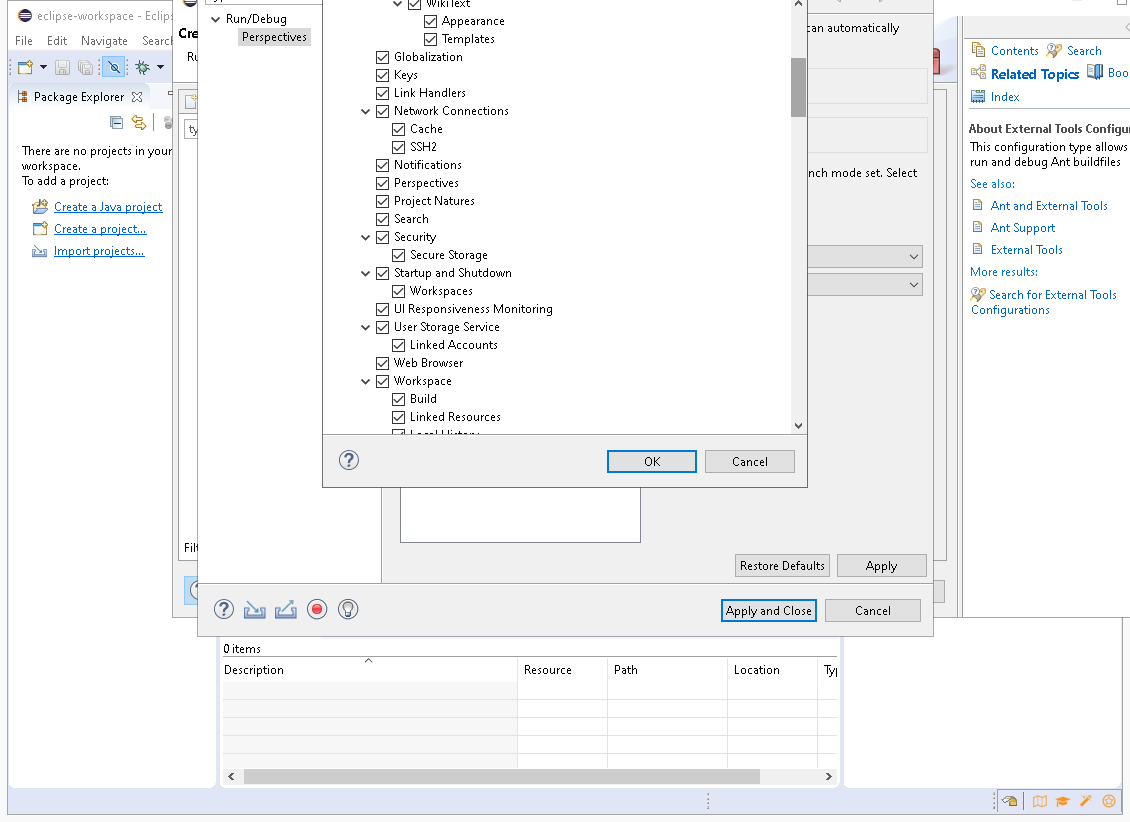 eclipse-workspace - Eclips
File Edit Navigate Search
Package Explorer
There are no projects in your
workspace.
To add a project:
Create a Java project
Create a project...
Import projects...
Cre
Ru
ty
Filt
Run/Debug
Perspectives
WikiText
Appearance
Templates
Globalization
Keys
Link Handlers
Network Connections
Cache
SSH2
Notifications
Perspectives
Project Natures
Search
Security
Secure Storage
Startup and Shutdown
Workspaces
UI Responsiveness Monitoring
User Storage Service
Linked Accounts
Web Browser
Workspace
Build
Linked Resources
Local History
OK Cancel
can automatically
nch mode set. Select
Restore Defaults Apply
Apply and Close Cancel
Contents Search
Related Topics Boo
Index
About External Tools Configur
This configuration type allows
run and debug Ant buildfiles
See also:
Ant and External Tools
Ant Support
External Tools
More results:
Search for External Tools
Configurations
0 items
Description Resource Path Location Typ